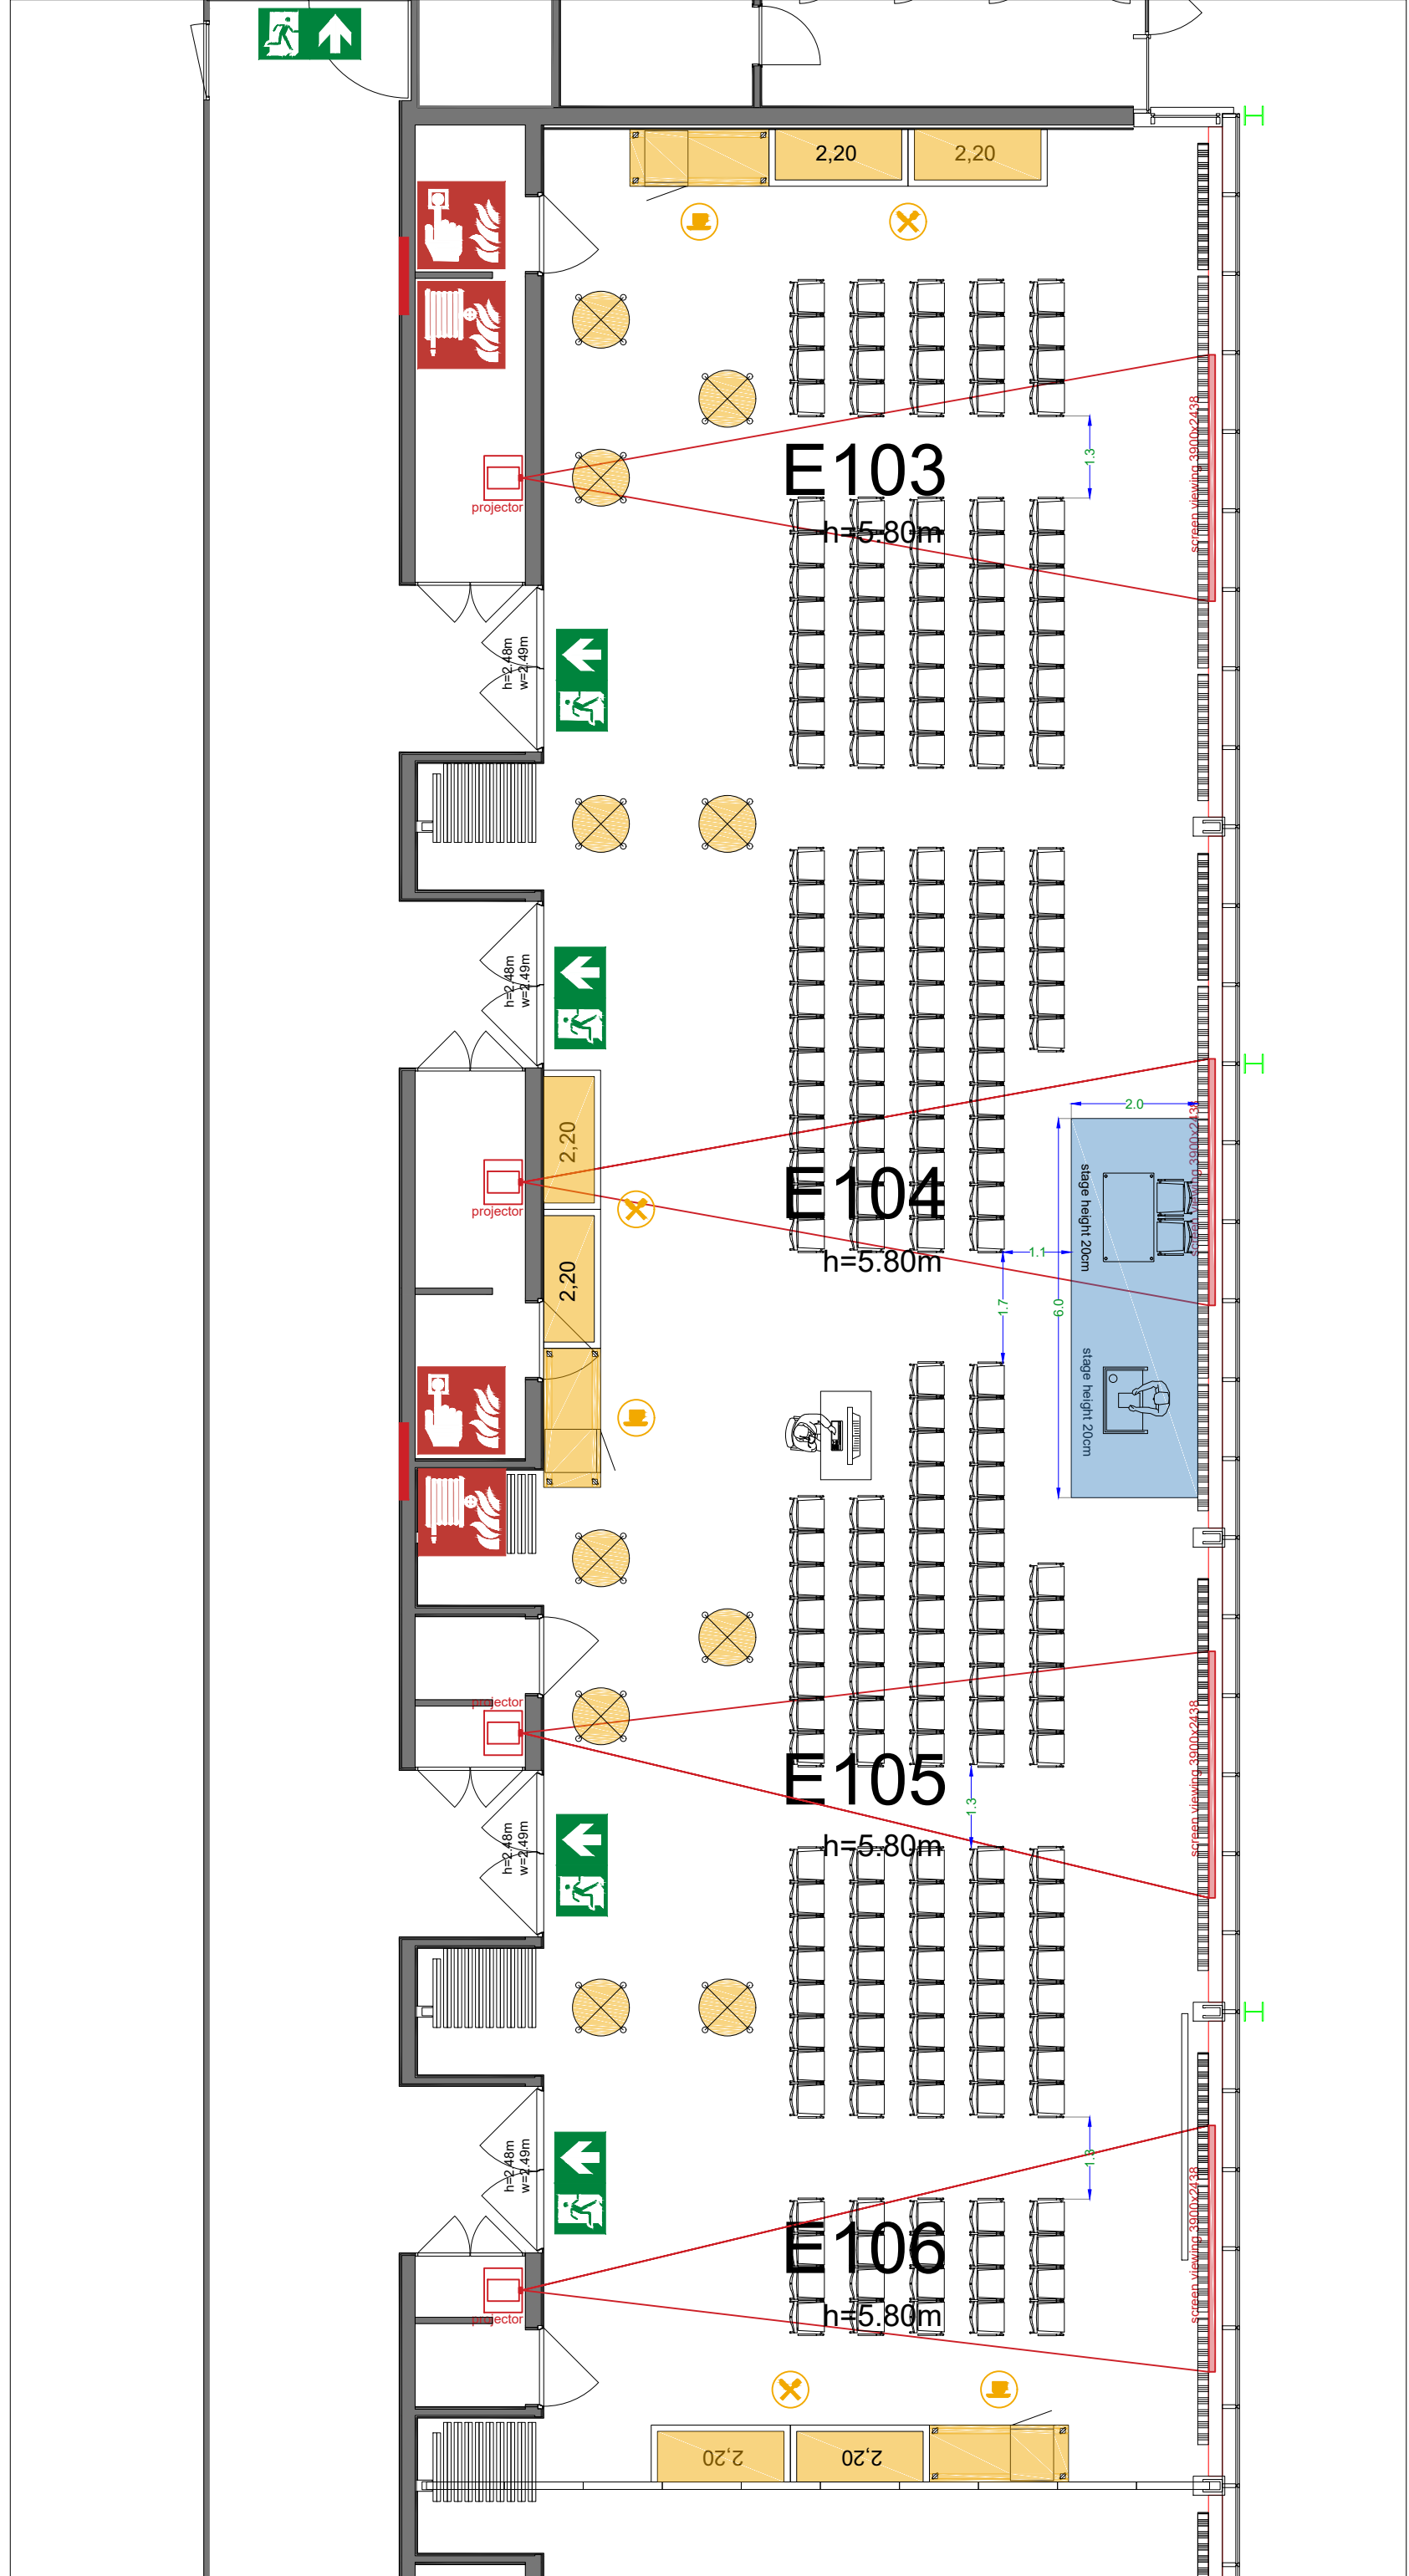 2,20
2,20
E103
h=5.80m
1.3
screen viewing 3900x2438
projector
h=2.48m
w=2.49m
h=2.48m
w=2.49m
2.0
screen viewing 3900x2438
2,20
projector
E104
h=5.80m
stage height 20cm
1.1
2,20
1.7
6.0
stage height 20cm
projector
screen viewing 3900x2438
E105
1.3
h=5.80m
h=2.48m
w=2.49m
h=2.48m
w=2.49m
1.3
screen viewing 3900x2438
E106
projector
h=5.80m
2,20
2,20